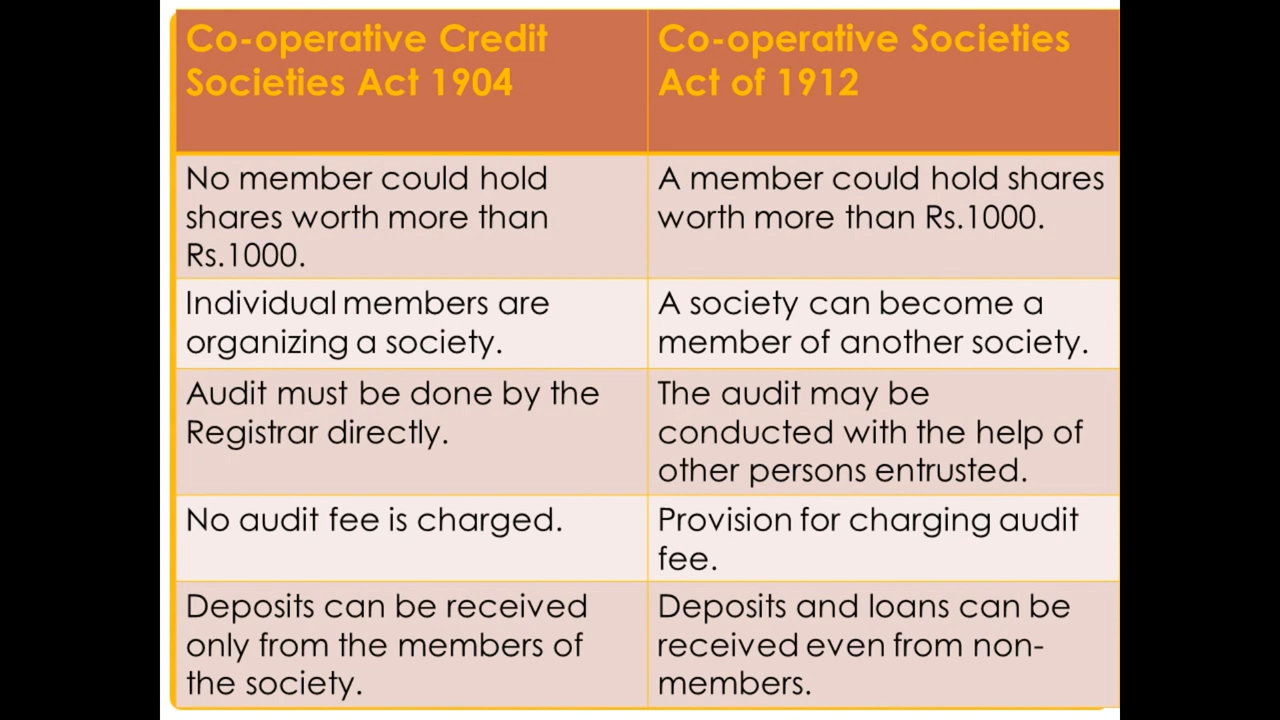 Co-operative Credit
Societies Act 1904
Co-operative Societies
Act of 1912
No member could hold
shares worth more than
Rs.1000.
A member could hold shares
worth more than Rs.1000.
Individual members are
organizing a society.
A society can become a
member of another society.
Audit must be done by the
Registrar directly.
The audit may be
conducted with the help of
other persons entrusted.
No audit fee is charged.
Provision for charging audit
fee.
Deposits can be received
only from the members of
the society.
Deposits and loans can be
received even from non-
members.